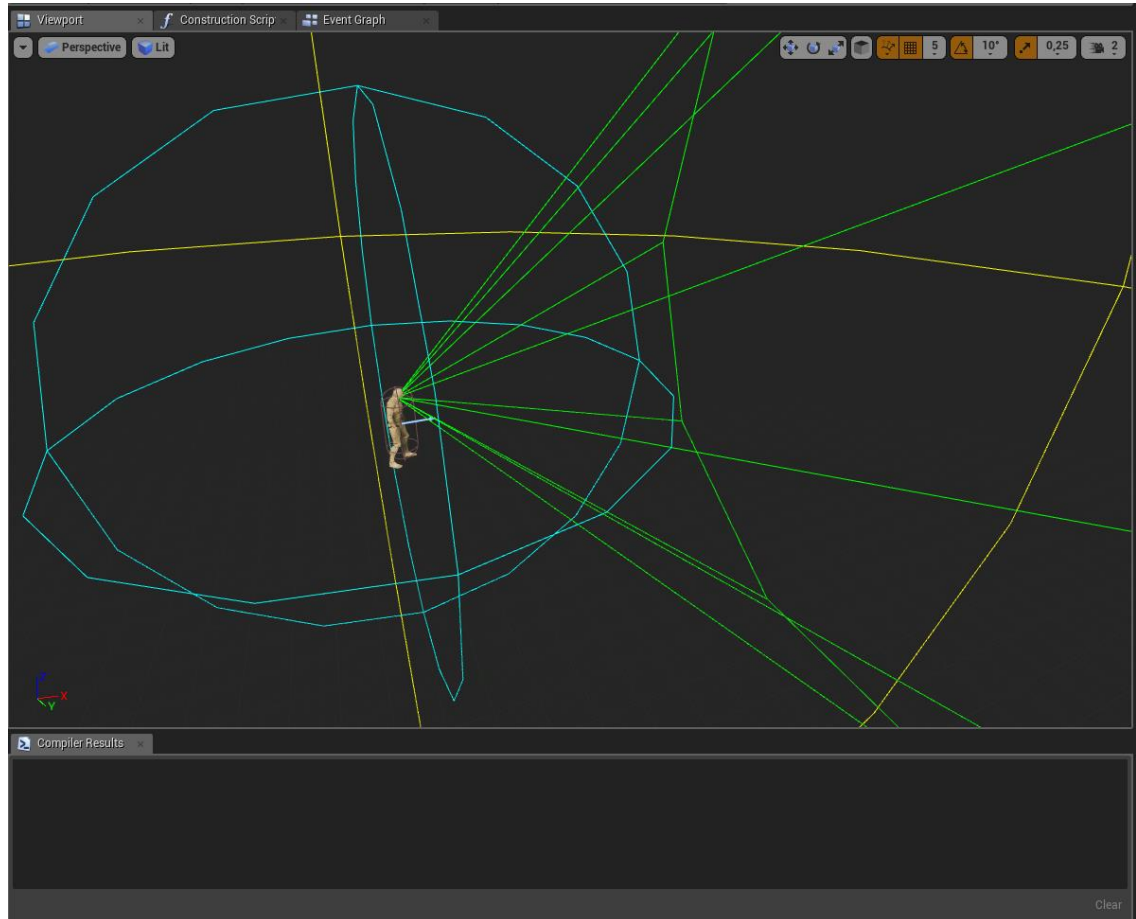 Viewport
Construction Scrip
Event Graph
Perspective
Lit
5
10°
0,25
2
Z
X
Y
Compiler Results
Clear